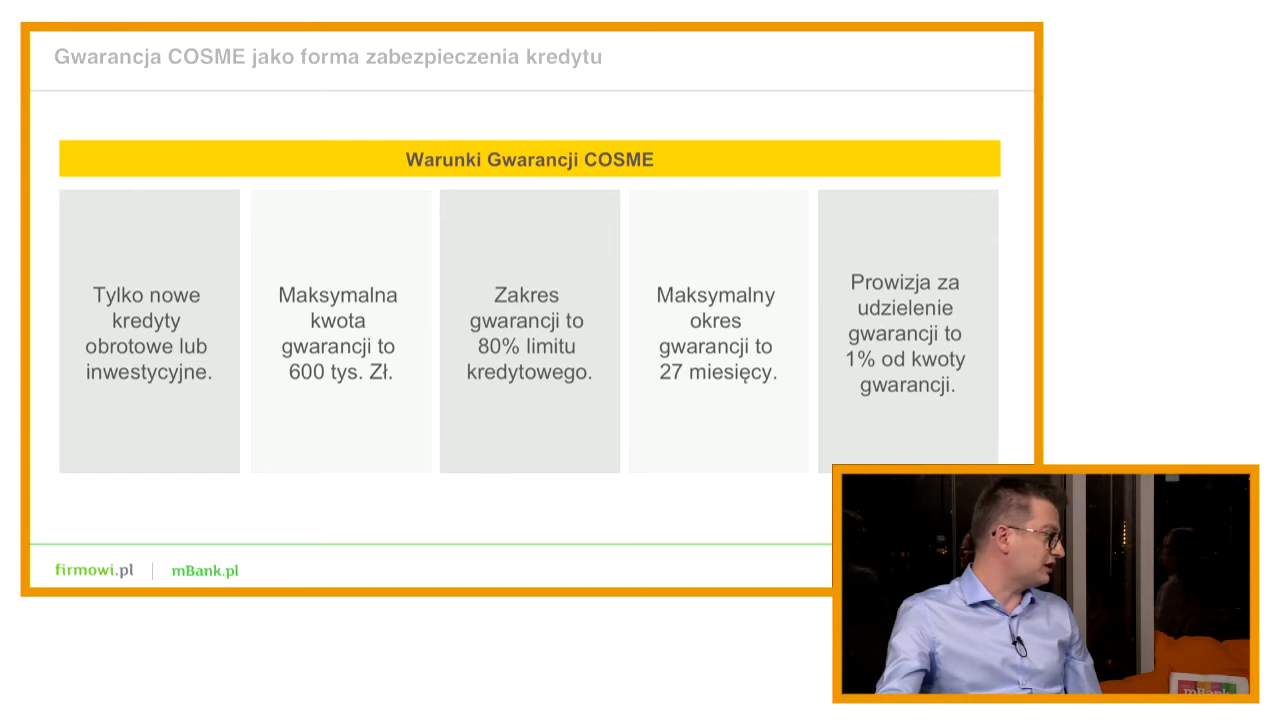 Gwarancja COSME jako forma zabezpieczenia kredytu
Warunki Gwarancji COSME
Tylko nowe
kredyty
obrotowe lub
inwestycyjne.
Maksymalna
kwota
gwarancji to
600 tys. Zł.
Zakres
gwarancji to
80% limitu
kredytowego.
Maksymalny
okres
gwarancji to
27 miesięcy.
Prowizja za
udzielenie
gwarancji to
1% od kwoty
gwarancji.
firmowi.pl
mBank.pl
mBank